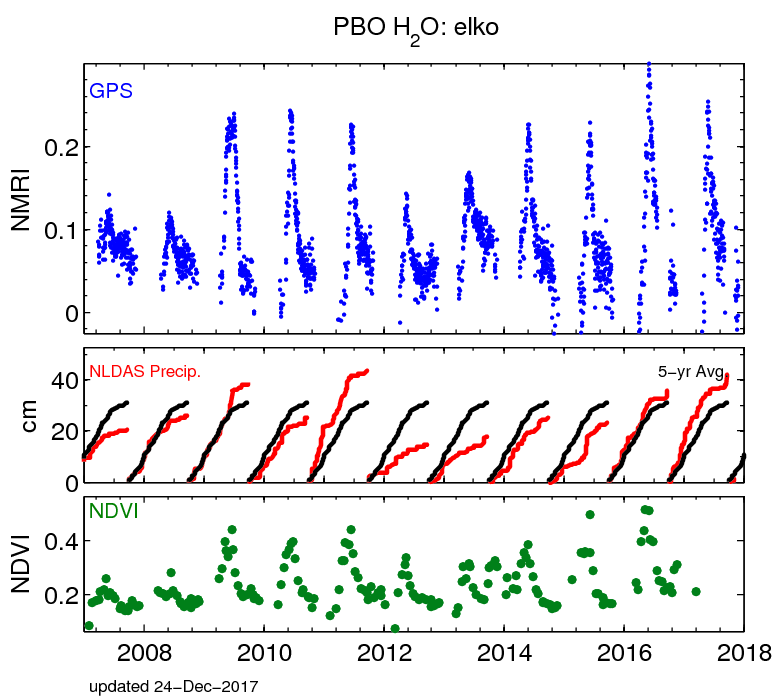 PBO H2O: elko
GPS
NMRI
0.2
0.1
0
NLDAS Precip.
5-yr Avg.
cm
40
20
0
NDVI
NDVI
0.4
0.2
2008 2010 2012 2014 2016 2018
updated 24-Dec-2017